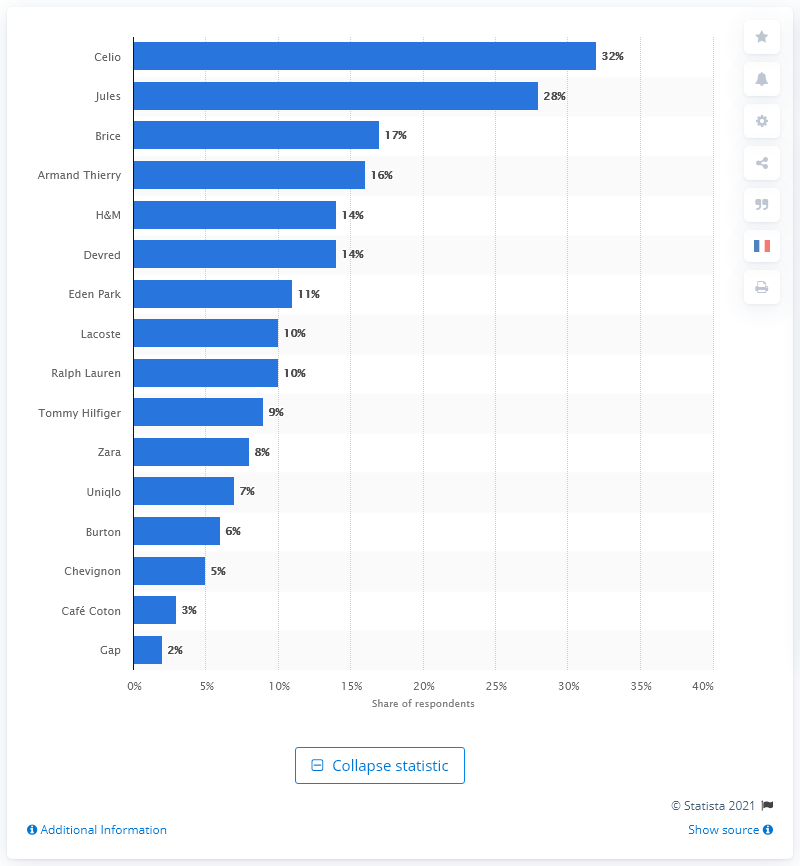 Celio 32%
Jules 28%
Brice 17%
Armand Thierry 16%
H&M 14%
Devred 14%
Eden Park 11%
Lacoste 10%
Ralph Lauren 10%
Tommy Hilfiger 9%
Zara 8%
Uniqlo 7%
Burton 6%
Chevignon 5%
Café Coton 3%
Gap 2%
0% 5% 10% 15% 20% 25% 30% 35% 40%
Share of respondents
Collapse statistic
© Statista 2021
Additional Information Show source